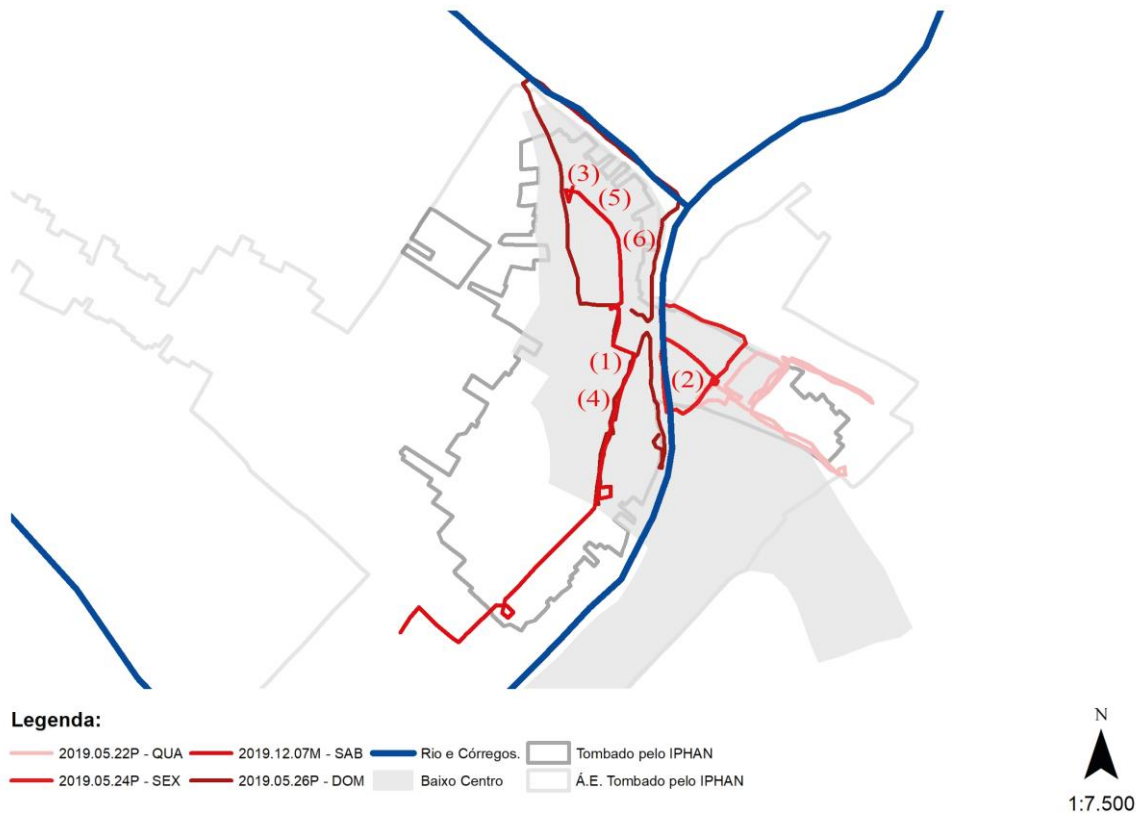 (3)
(5)
(6)
(1)
(2)
(4)
Legenda:
2019.05.22P - QUA 2019.12.07M - SAB Rio e Córregos. Tombado pelo IPHAN
2019.05.24P - SEX 2019.05.26P - DOM Baixo Centro Á.E. Tombado pelo IPHAN
N
1:7.500